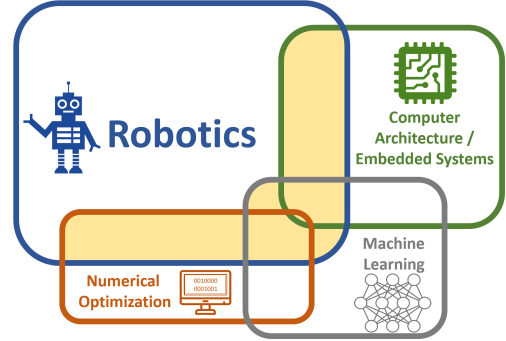 Robotics
Computer
Architecture /
Embedded Systems
Machine
Learning
Numerical
Optimization
0010000
0001001